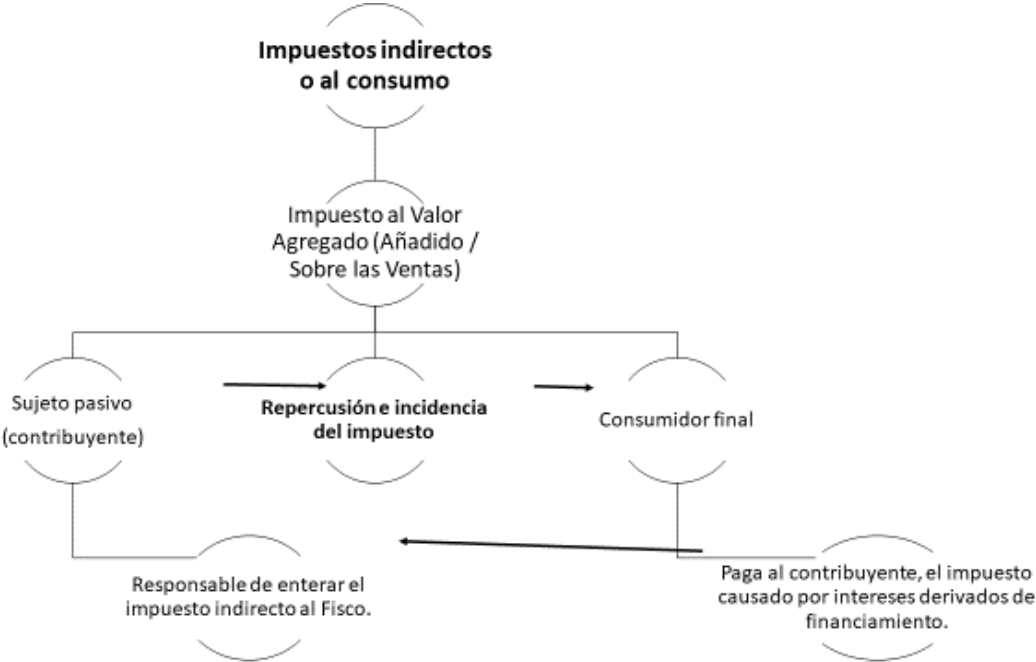 Impuestos indirectos
o al consumo
Impuesto al Valor
Agregado (Añadido /
Sobre las Ventas)
Sujeto pasivo
(contribuyente)
Repercusión e incidencia
del impuesto
Consumidor final
Responsable de enterar el
impuesto indirecto al Fisco.
Paga al contribuyente, el impuesto
causado por intereses derivados de
financiamiento.